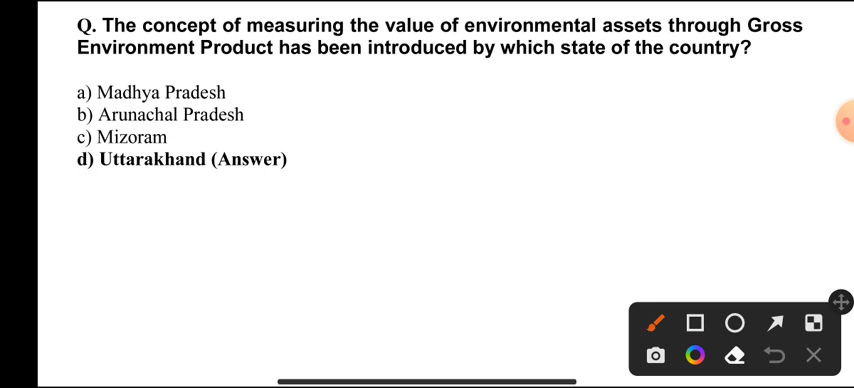 Q. The concept of measuring the value of environmental assets through Gross
Environment Product has been introduced by which state of the country?
a) Madhya Pradesh
b) Arunachal Pradesh
c) Mizoram
d) Uttarakhand (Answer)